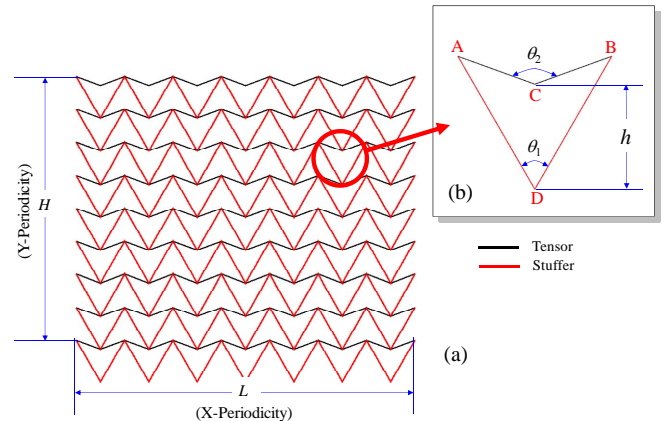 A
B
θ2
C
h
θ1
D
(b)
H
(Y-Periodicity)
Tensor
Stuffer
(a)
L
(X-Periodicity)